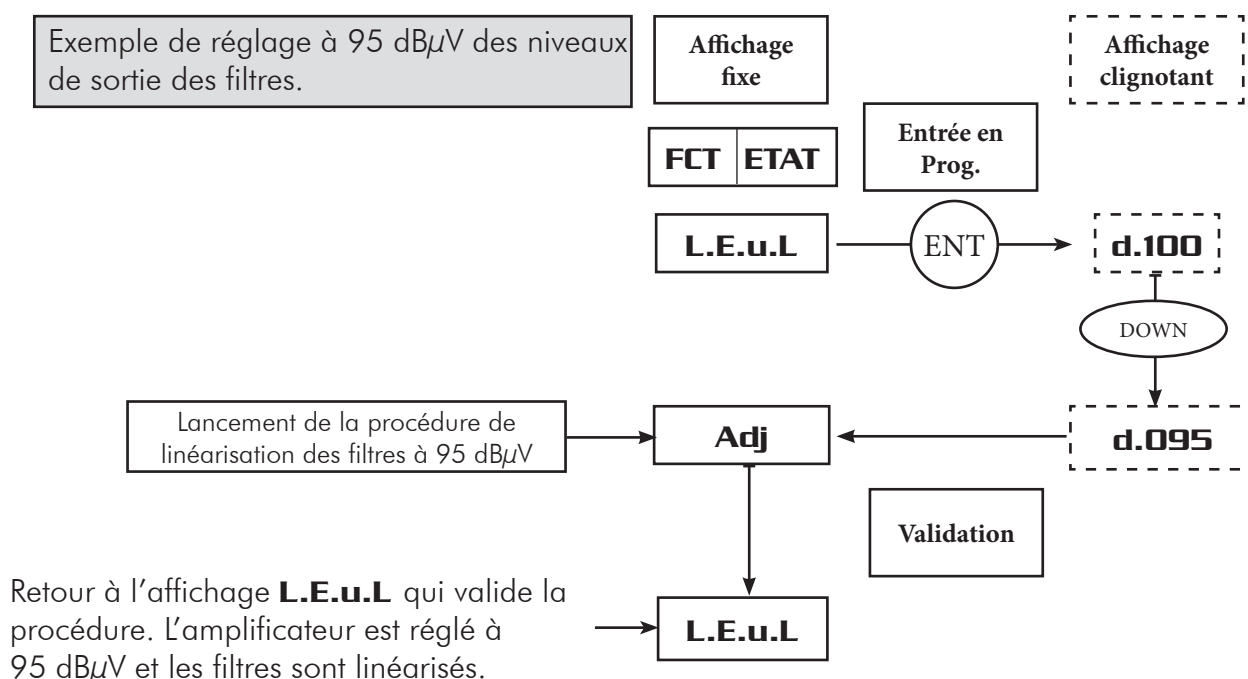 Exemple de réglage à 95 dBµV des niveaux
de sortie des filtres.
Affichage
fixe
Affichage
clignotant
FCT ETAT
Entrée en
Prog.
L.E.u.L
ENT
d.100
DOWN
Lancement de la procédure de
linéarisation des filtres à 95 dBµV
Adj
d.095
Validation
Retour à l'affichage L.E.u.L qui valide la
procédure. L'amplificateur est réglé à
95 dBµV et les filtres sont linéarisés.
L.E.u.L